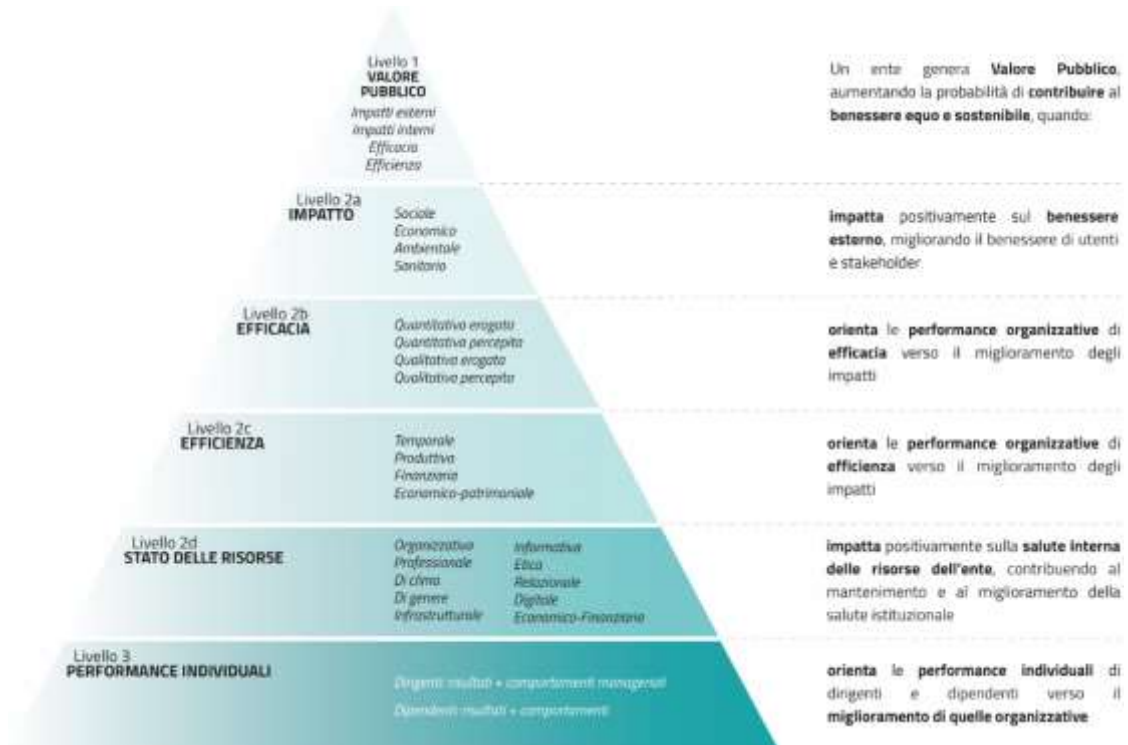 Livello 1
VALORE
PUBBLICO
Impatti esterni
Impatti interni
Efficacia
Efficienza
Un ente genera Valore Pubblico,
aumentando la probabilità di contribuire al
benessere equo e sostenibile, quando:
Livello 2a
IMPATTO
Sociale
Economico
Ambientale
Sanitario
impatta positivamente sul benessere
esterno, migliorando il benessere di utenti
e stakeholder
Livello 2b
EFFICACIA
Quantitativa erogata
Quantitativa percepita
Qualitativa erogata
Qualitativa percepita
orienta le performance organizzative di
efficacia verso il miglioramento degli
impatti
Livello 2c
EFFICIENZA
Temporale
Produttiva
Finanziaria
Economico-patrimoniale
orienta le performance organizzative di
efficienza verso il miglioramento degli
impatti
Livello 2d
STATO DELLE RISORSE
Organizzativa
Professionale
Di clima
Di genere
Infrastrutturale
Informativa
Etica
Relazionale
Digitale
Economico-Finanziaria
impatta positivamente sulla salute interna
delle risorse dell'ente, contribuendo al
mantenimento e al miglioramento della
salute istituzionale
Livello 3
PERFORMANCE INDIVIDUALI
Dirigenti: risultati + comportamenti manageriali
Dipendenti: risultati + comportamenti
orienta le performance individuali di
dirigenti e dipendenti verso il
miglioramento di quelle organizzative